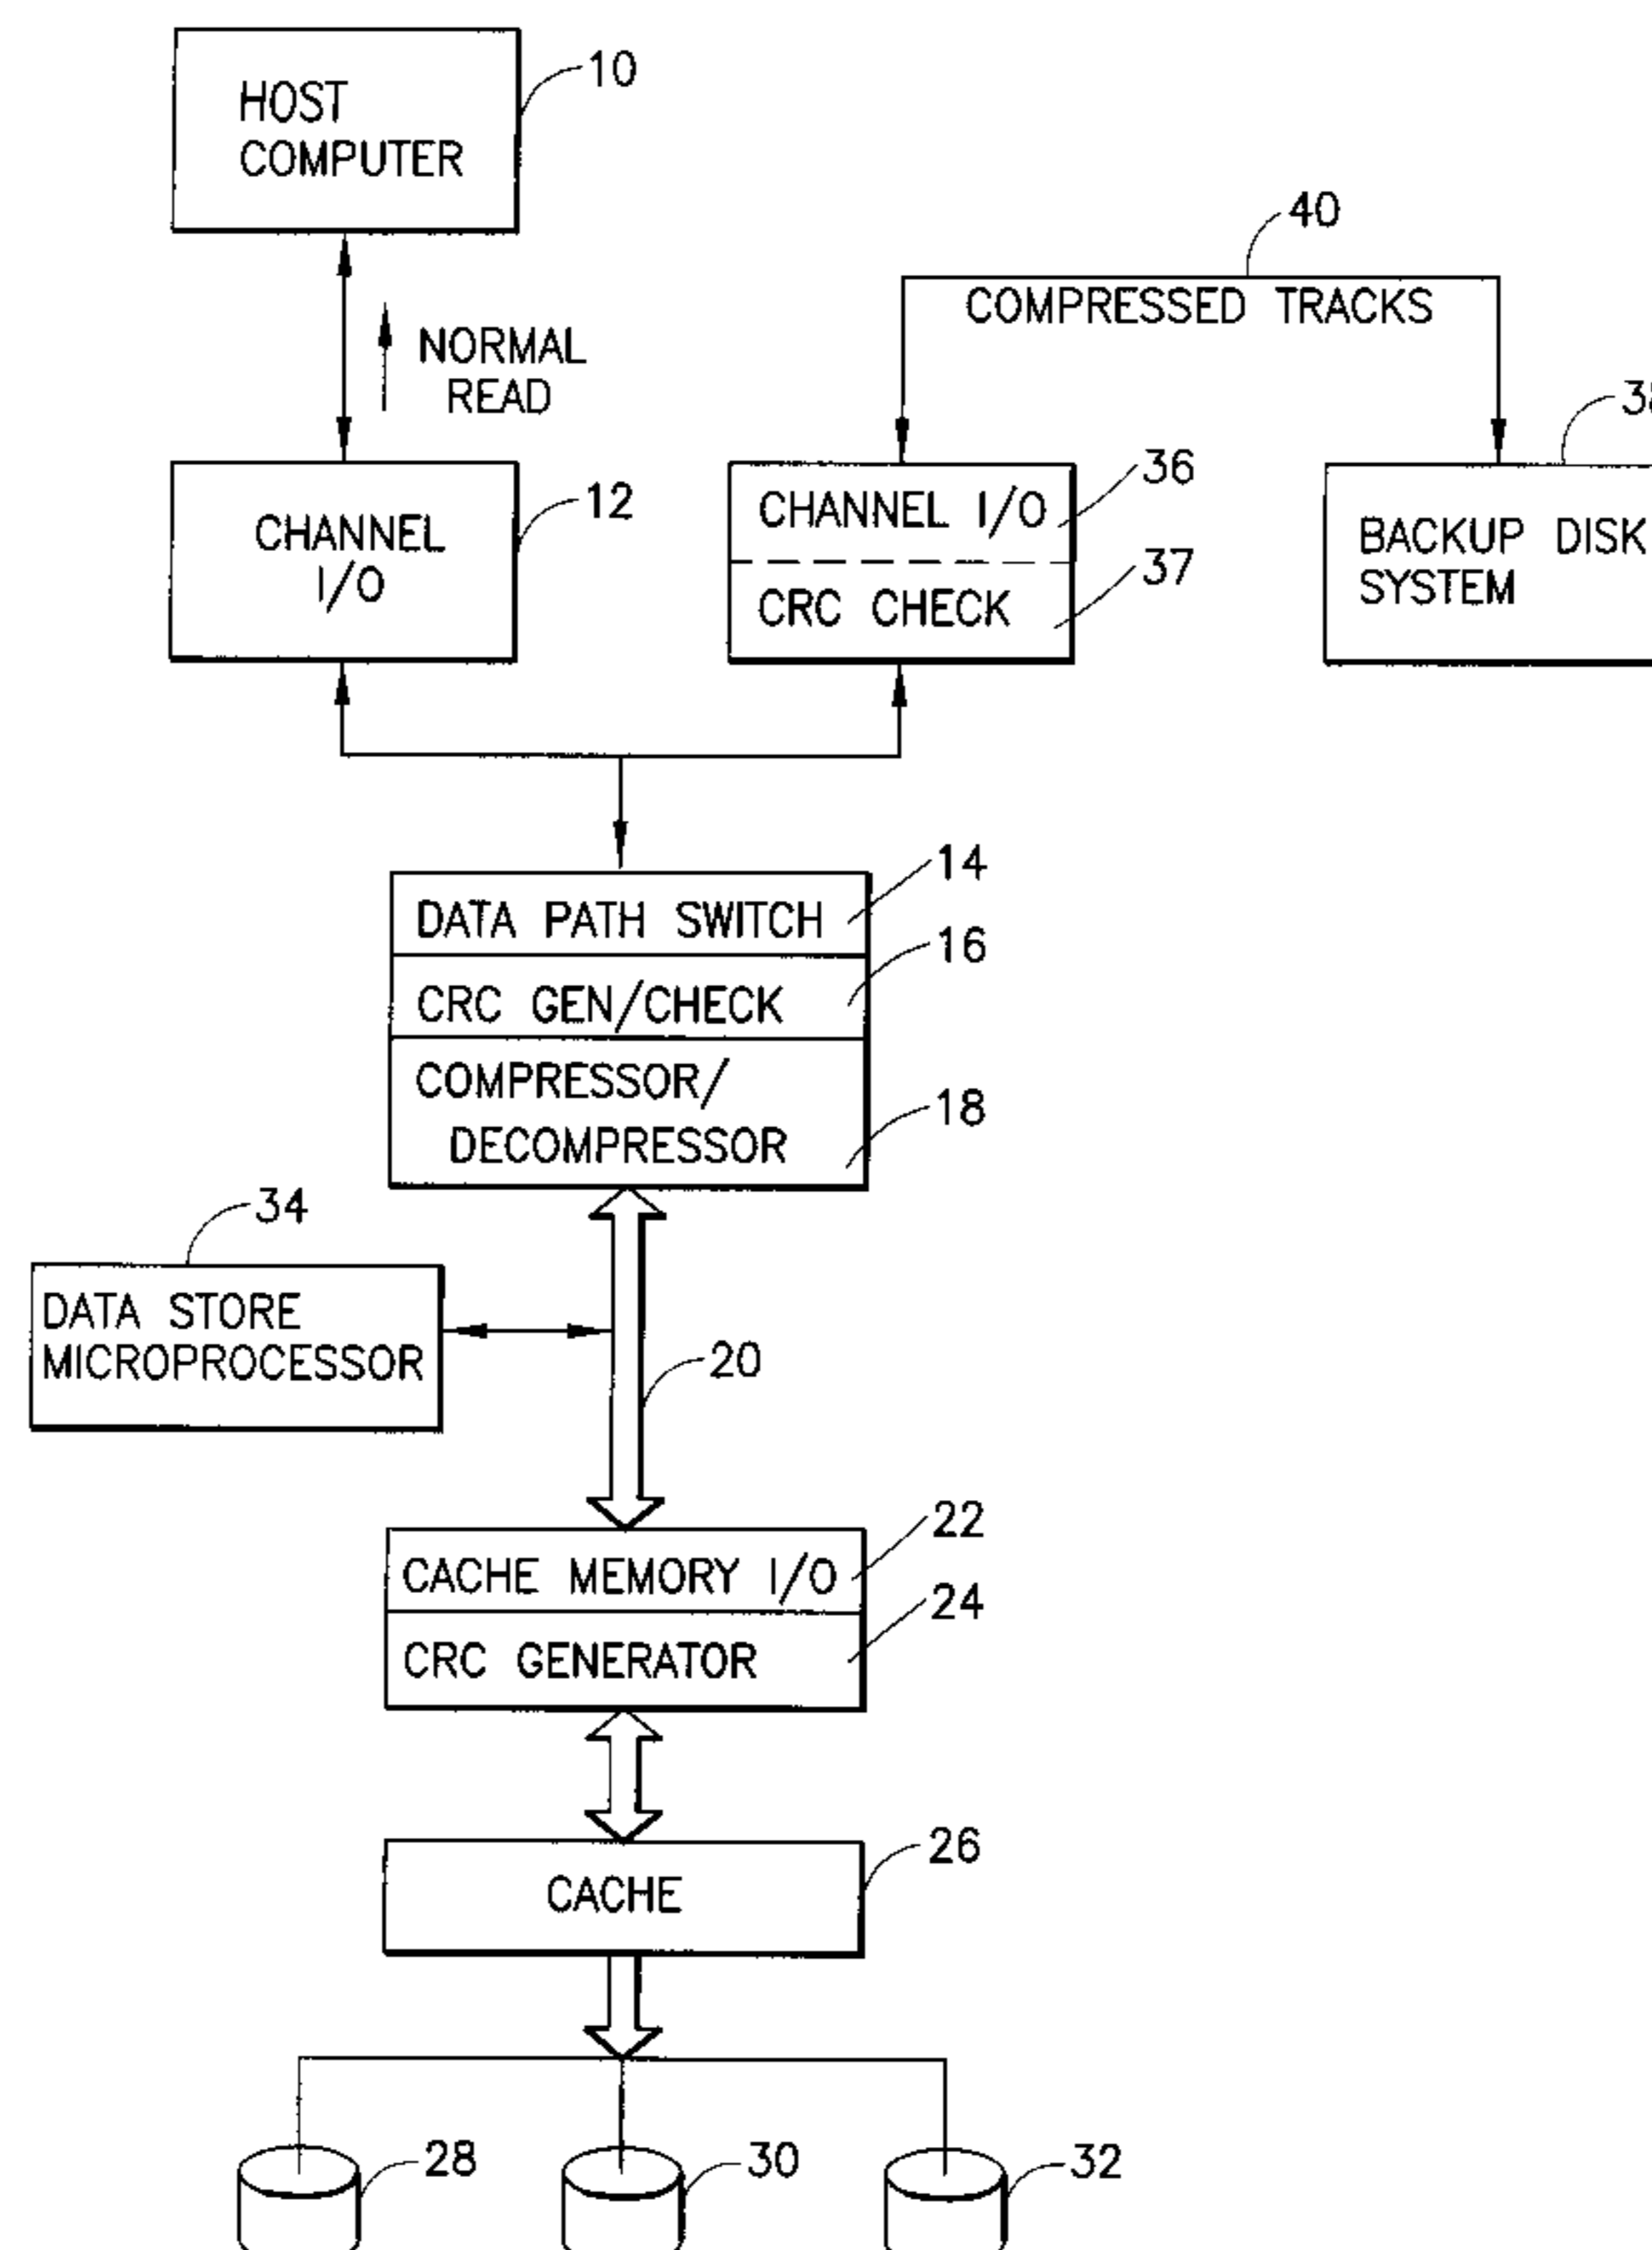 HOST
COMPUTER
10
40
COMPRESSED TRACKS
NORMAL
READ
CHANNEL
I/O
12
CHANNEL I/O
36
CRC CHECK
37
BACKUP DISK
SYSTEM
DATA PATH SWITCH
14
CRC GEN/CHECK
16
COMPRESSOR/
DECOMPRESSOR
18
34
DATA STORE
MICROPROCESSOR
20
CACHE MEMORY I/O
22
CRC GENERATOR
24
CACHE
26
28
30
32